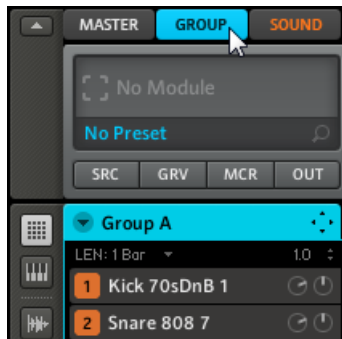 MASTER GROUP SOUND
No Module
No Preset
SRC GRV MCR OUT
Group A
LEN: 1 Bar 1.0
1 Kick 70sDnB 1
2 Snare 808 7